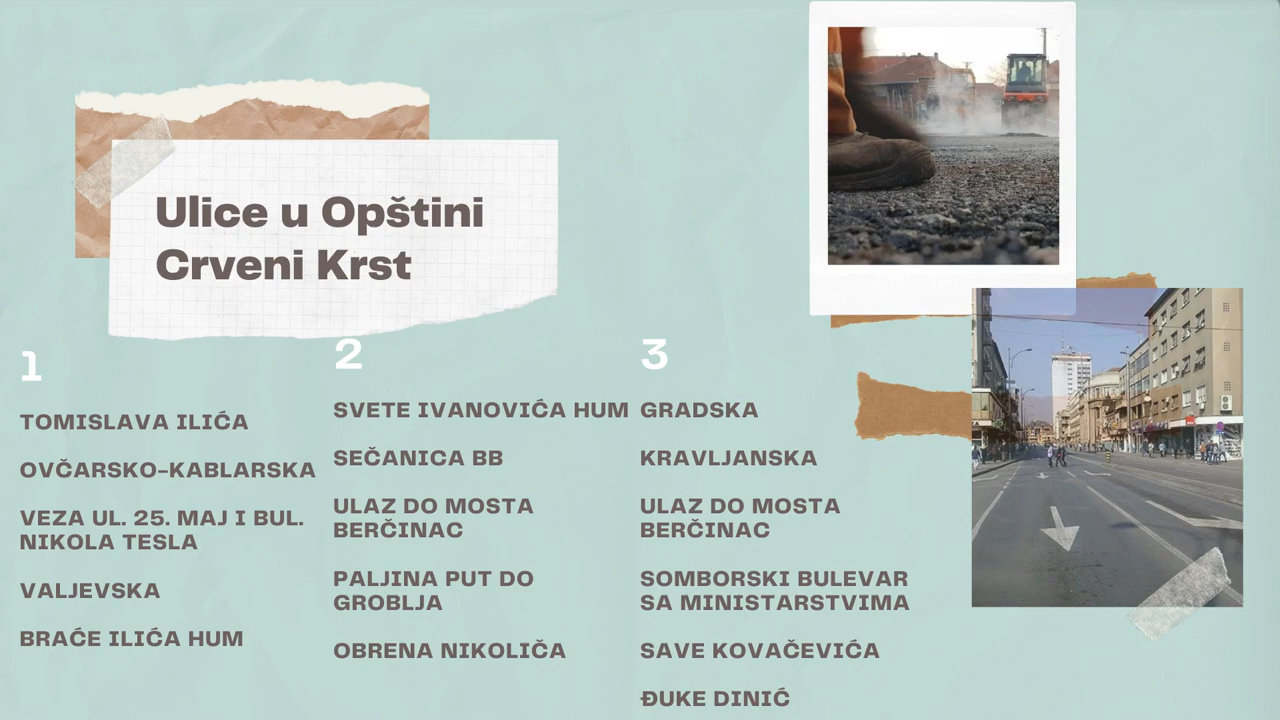 Ulice u Opštini
Crveni Krst
1
TOMISLAVA ILIĆA
OVČARSKO-KABLARSKA
VEZA UL. 25. MAJ I BUL.
NIKOLA TESLA
VALJEVSKA
BRAĆE ILIĆA HUM
2
SVETE IVANOVIĆA HUM
SEČANICA BB
ULAZ DO MOSTA
BERČINAC
PALJINA PUT DO
GROBLJA
OBRENA NIKOLIČA
3
GRADSKA
KRAVLJANSKA
ULAZ DO MOSTA
BERČINAC
SOMBORSKI BULEVAR
SA MINISTARSTVIMA
SAVE KOVAČEVIĆA
ĐUKE DINIĆ